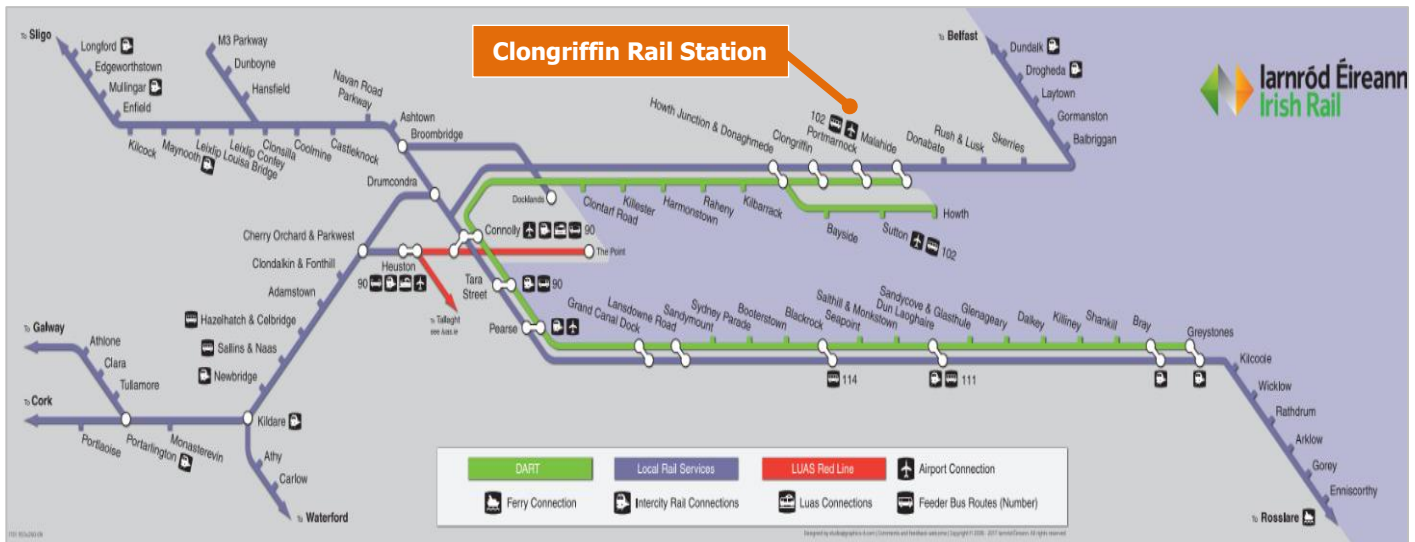 To Sligo
Longford
Edgeworthstown
Mullingar
Enfield
Kilcock
Maynooth
Leixlip Louisa Bridge
Leixlip Confey
Clonsilla
Coolmine
Castleknock
M3 Parkway
Dunboyne
Hansfield
Navan Road
Parkway
Ashtown
Broombridge
Drumcondra
Docklands
Clongriffin Rail Station
To Belfast
Dundalk
Drogheda
Laytown
Gormanston
Balbriggan
Iarnród Éireann
Irish Rail
Howth Junction & Donaghmede
Clongriffin
102
Portmarnock
Malahide
Donabate
Rush & Lusk
Skerries
Clontarf Road
Killester
Harmonstown
Raheny
Kilbarrack
Bayside
Sutton
102
Howth
Connolly
90
The Point
Cherry Orchard & Parkwest
Heuston
90
Clondalkin & Fonthill
Adamstown
Hazelhatch & Celbridge
Sallins & Naas
Newbridge
Kildare
To Tallaght
Tara
Street
90
Pearse
Grand Canal Dock
Lansdowne Road
Sandymount
Sydney Parade
Booterstown
Blackrock
Seapoint
Salthill & Monkstown
Dun Laoghaire
Sandycove & Glasthule
Glenageary
Dalkey
Killiney
Shankill
Bray
Greystones
114
111
Kilcoole
Wicklow
Rathdrum
Arklow
Gorey
Enniscorthy
To Rosslare
To Galway
Athlone
Clara
Tullamore
To Cork
Portlaoise
Portarlington
Monasterevin
Athy
Carlow
To Waterford
DART
Local Rail Services
LUAS Red Line
Airport Connection
Ferry Connection
Intercity Rail Connections
Luas Connections
Feeder Bus Routes (Number)